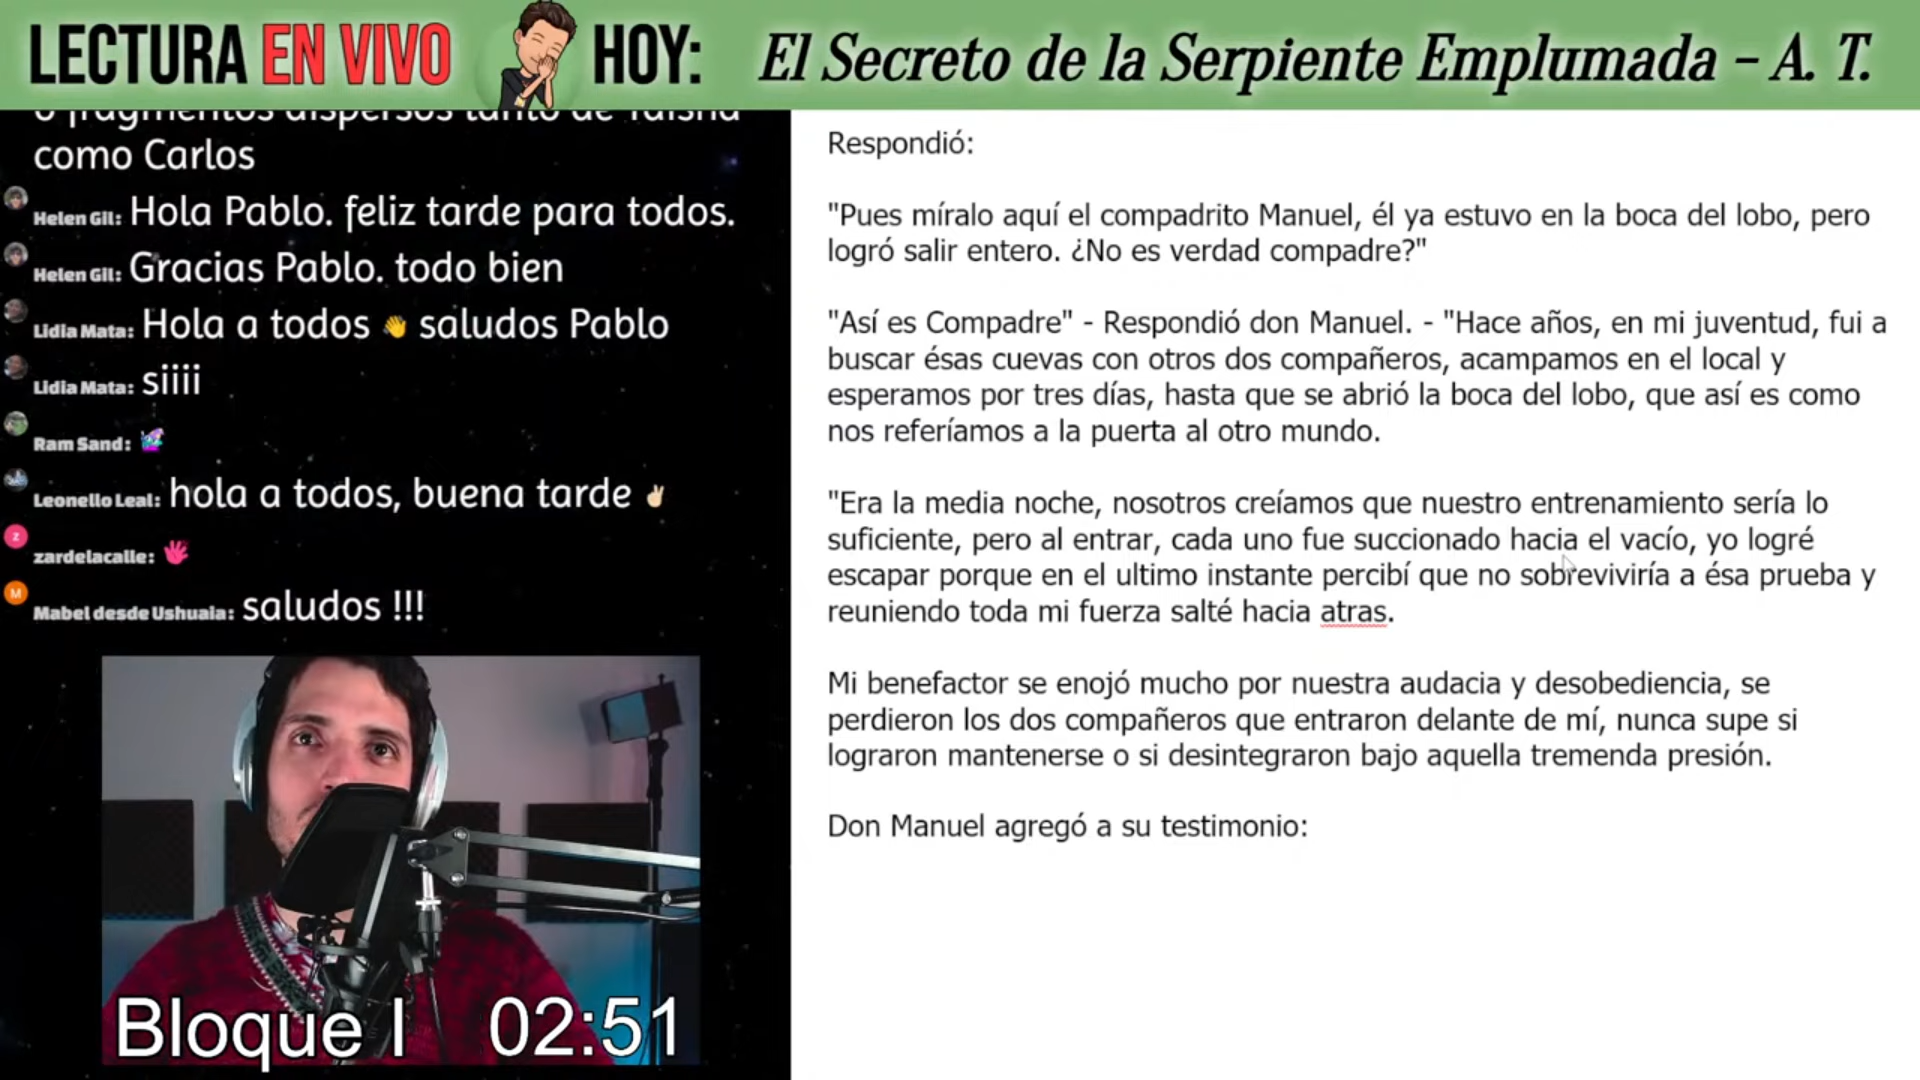 LECTURA EN VIVO HOY: El Secreto de la Serpiente Emplumada - A. T.
o fragmentos dispersos tanto de Taisha
como Carlos
Helen Gil: Hola Pablo. feliz tarde para todos.
Helen Gil: Gracias Pablo. todo bien
Lidia Mata: Hola a todos 👋 saludos Pablo
Lidia Mata: siiii
Ram Sand:
Leonello Leal: hola a todos, buena tarde ✌
Z
zardelacalle:
M
Mabel desde Ushuaia: saludos !!!
Bloque I 02:51
Respondió:
"Pues míralo aquí el compadrito Manuel, él ya estuvo en la boca del lobo, pero
logró salir entero. ¿No es verdad compadre?"
"Así es Compadre" - Respondió don Manuel. - "Hace años, en mi juventud, fui a
buscar ésas cuevas con otros dos compañeros, acampamos en el local y
esperamos por tres días, hasta que se abrió la boca del lobo, que así es como
nos referíamos a la puerta al otro mundo.
"Era la media noche, nosotros creíamos que nuestro entrenamiento sería lo
suficiente, pero al entrar, cada uno fue succionado hacia el vacío, yo logré
escapar porque en el ultimo instante percibí que no sobreviviría a ésa prueba y
reuniendo toda mi fuerza salté hacia atras.
Mi benefactor se enojó mucho por nuestra audacia y desobediencia, se
perdieron los dos compañeros que entraron delante de mí, nunca supe si
lograron mantenerse o si desintegraron bajo aquella tremenda presión.
Don Manuel agregó a su testimonio: